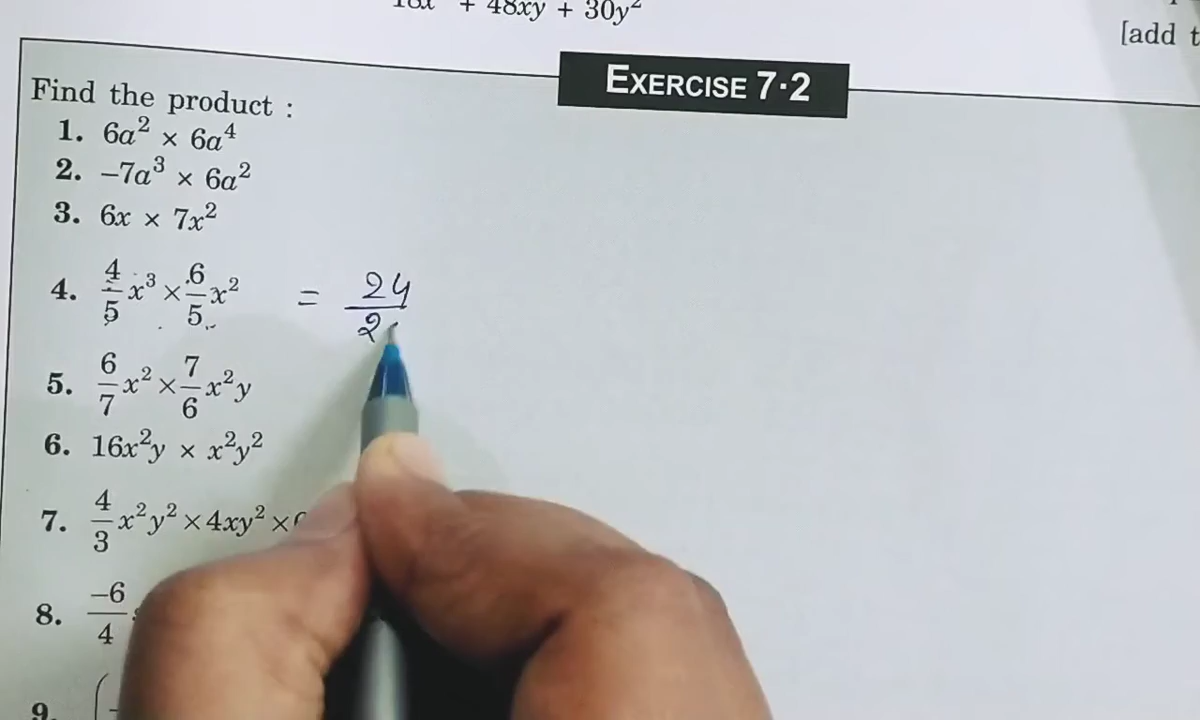 18x² + 48xy + 30y²
[add t
EXERCISE 7·2
Find the product :
1. 6a² × 6a⁴
2. –7a³ × 6a²
3. 6x × 7x²
4. 4/5 x³ × 6/5 x² = 24/2
5. 6/7 x² × 7/6 x²y
6. 16x²y × x²y²
7. 4/3 x²y² × 4xy² ×
8. –6/4
9. (